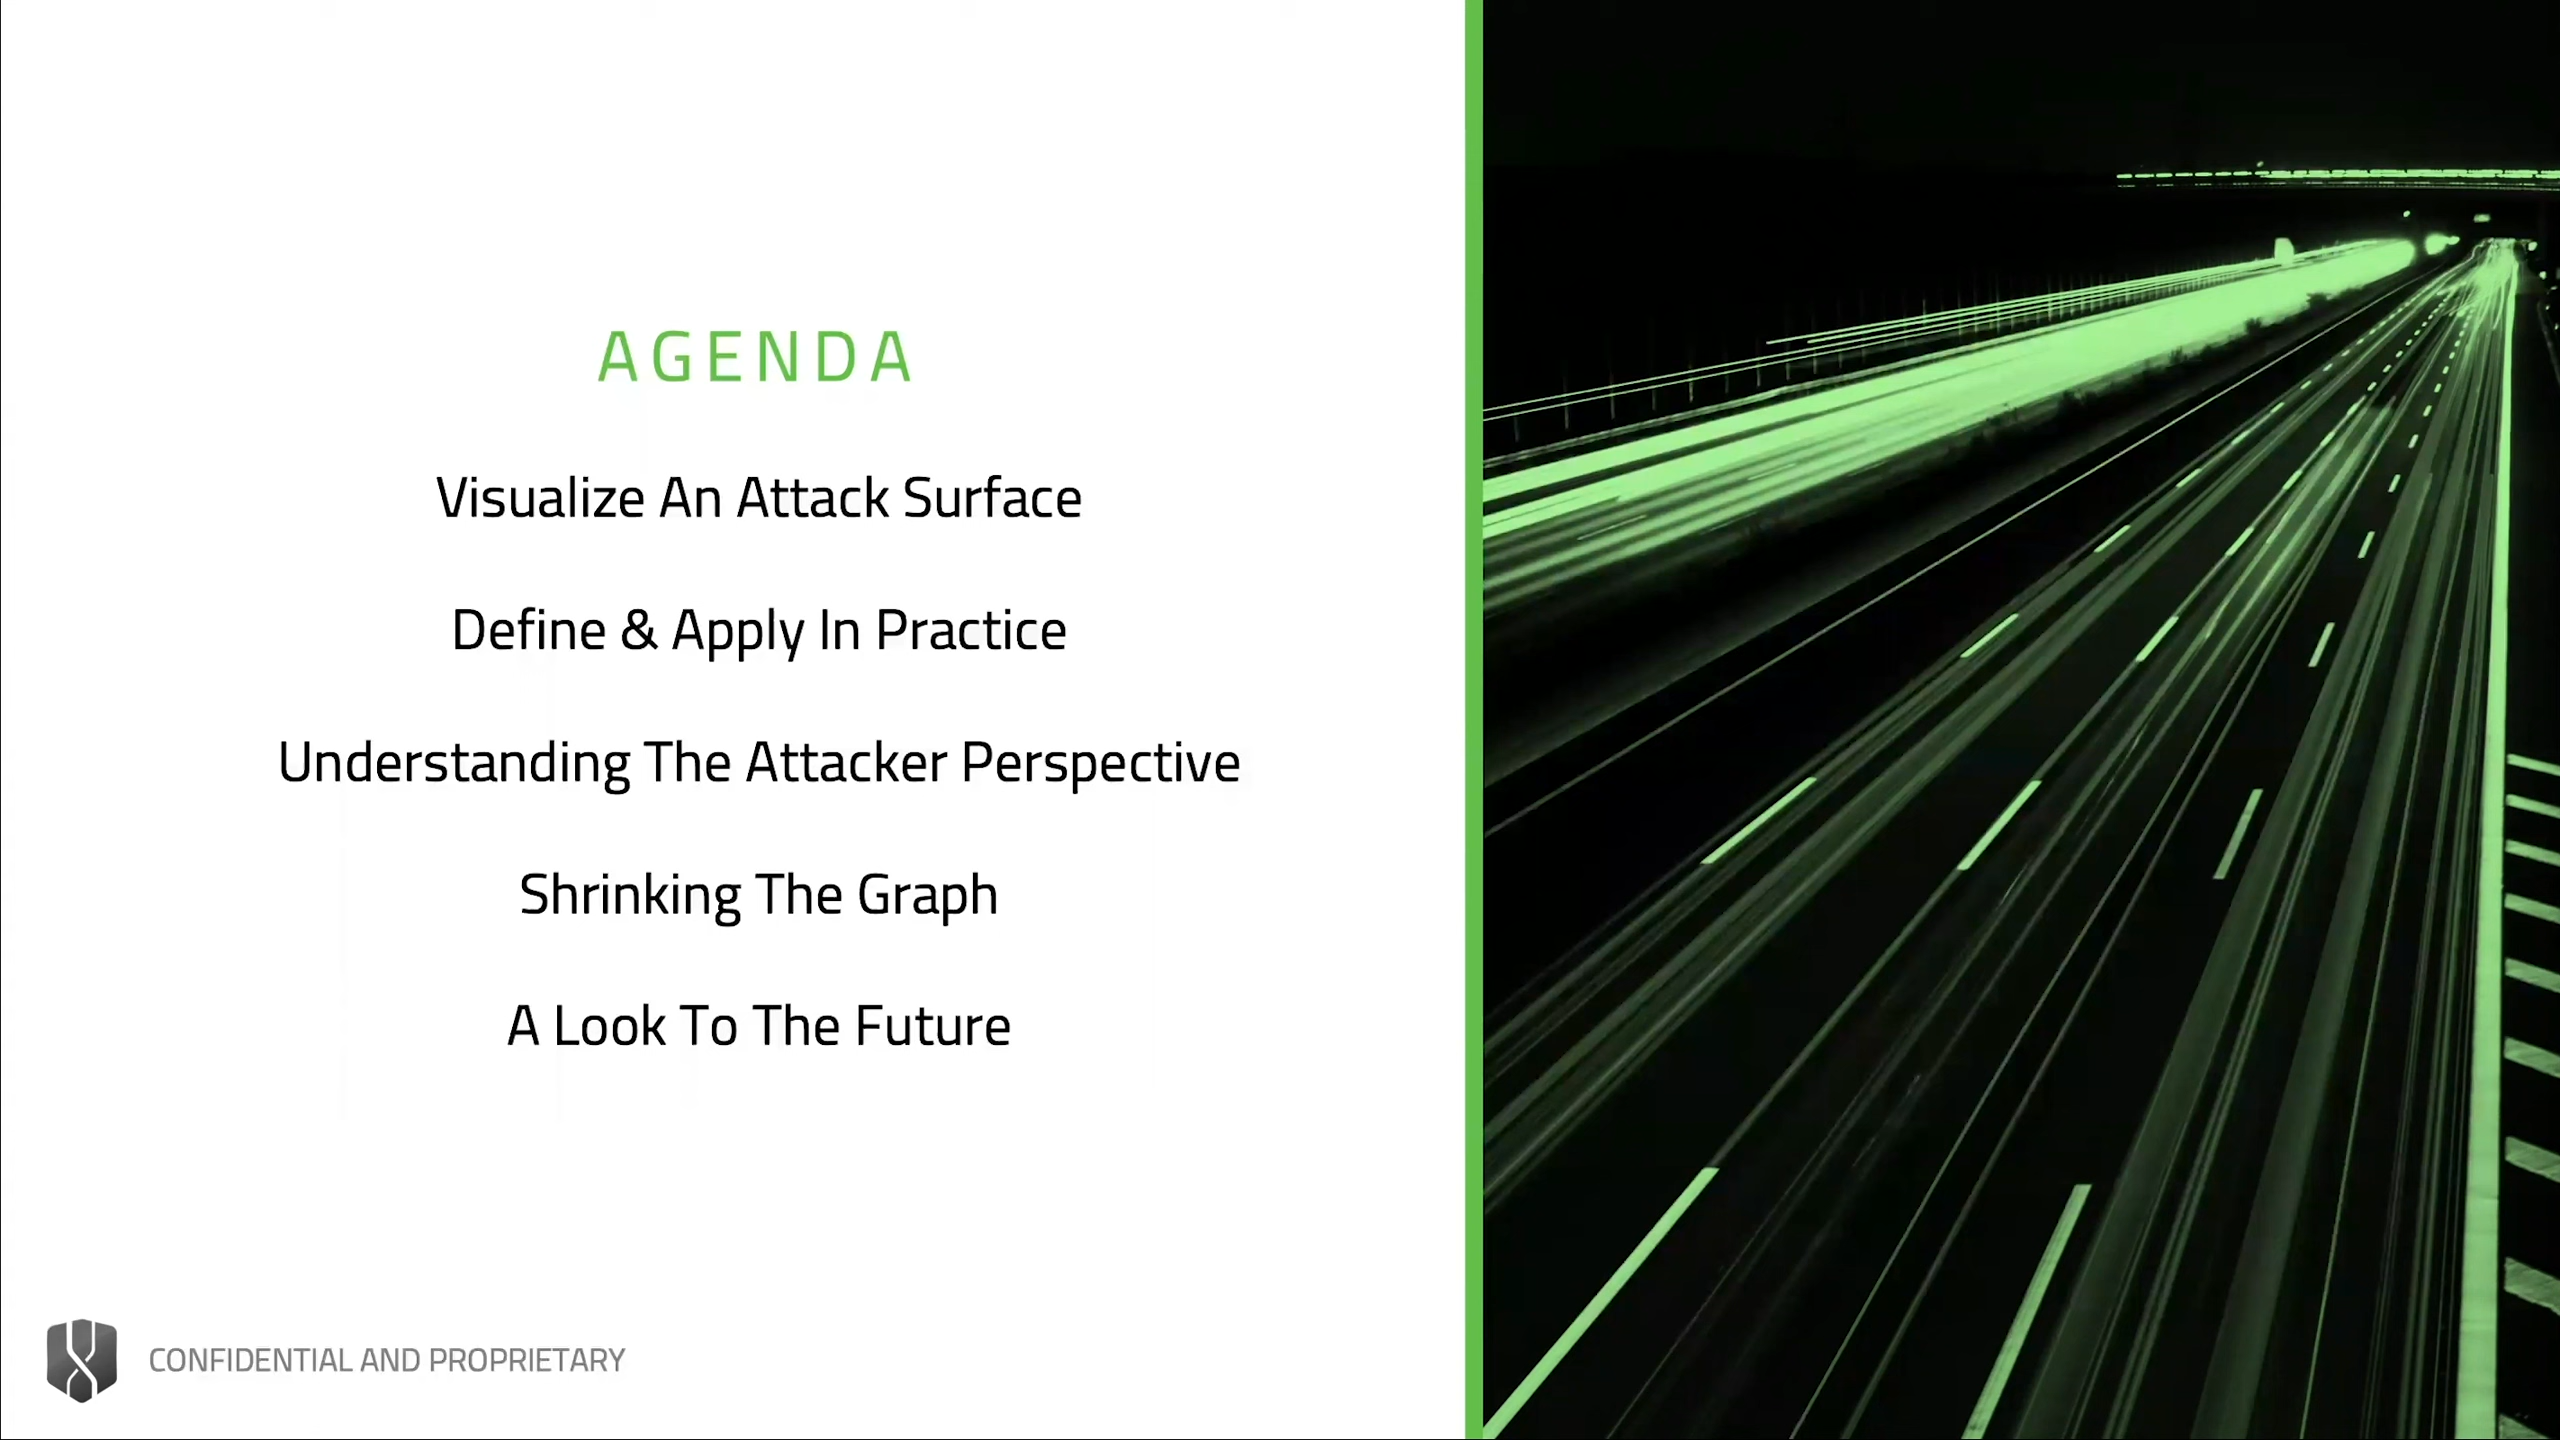 AGENDA
Visualize An Attack Surface
Define & Apply In Practice
Understanding The Attacker Perspective
Shrinking The Graph
A Look To The Future
CONFIDENTIAL AND PROPRIETARY